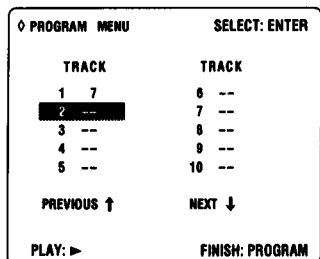 ◊ PROGRAM MENU SELECT: ENTER
TRACK TRACK
1 7 6 --
2 -- 7 --
3 -- 8 --
4 -- 9 --
5 -- 10 --
PREVIOUS ↑ NEXT ↓
PLAY: ► FINISH: PROGRAM